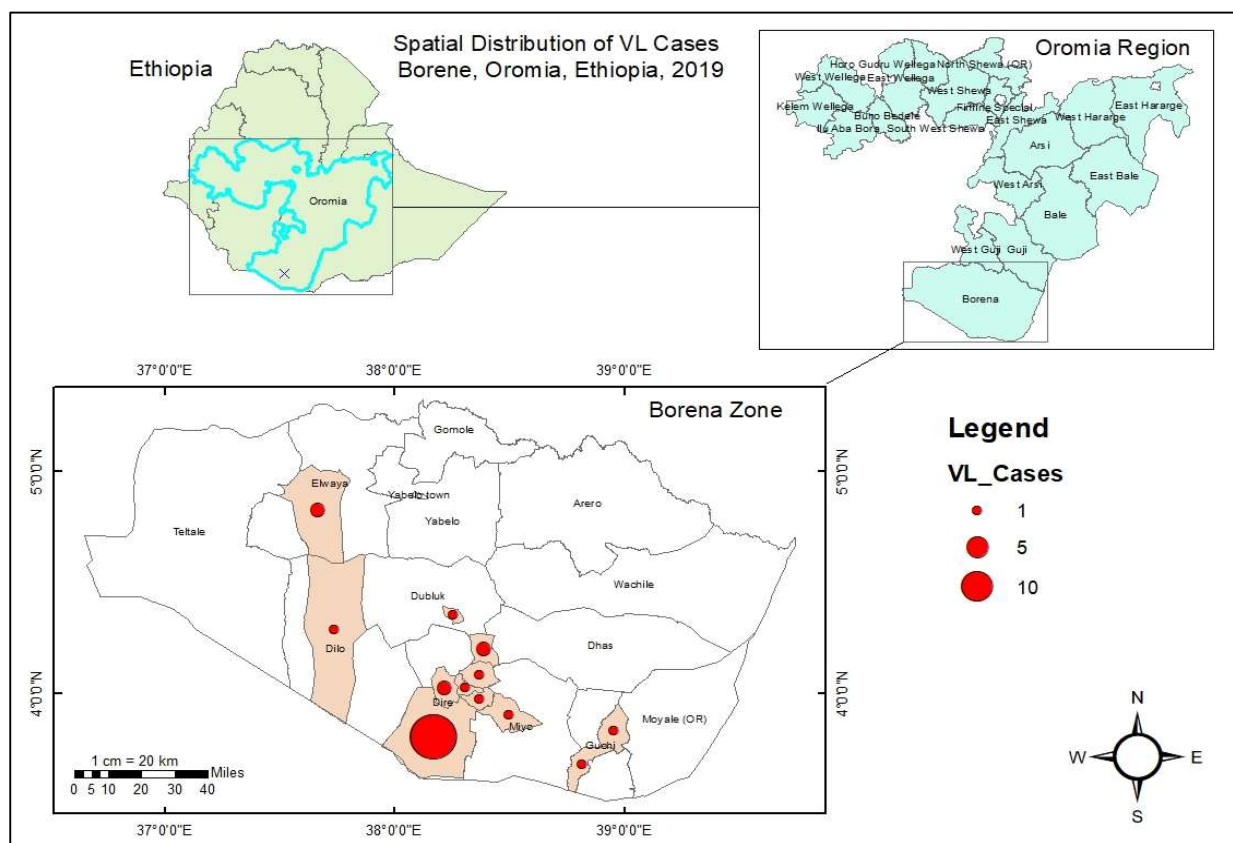 Spatial Distribution of VL Cases
Borene, Oromia, Ethiopia, 2019
Ethiopia
Oromia
Oromia Region
Horo Gudru Wellega
North Shewa (OR)
West Wellega
East Wellega
West Shewa
Kelem Wellega
Finfine Special
East Hararge
Buno Bedele
East Shewa
West Hararge
Ilu Aba Bora
South West Shewa
Arsi
West Arsi
East Bale
Bale
West Guji
Guji
Borena
37°0'0"E
38°0'0"E
39°0'0"E
Borena Zone
5°0'0"N
5°0'0"N
4°0'0"N
4°0'0"N
Gomole
Elwaya
Yabelo town
Arero
Teltale
Yabelo
Wachile
Dubluk
Dilo
Dhas
Dire
Miyo
Moyale (OR)
Guchi
1 cm = 20 km
Miles
0 5 10 20 30 40
37°0'0"E
38°0'0"E
39°0'0"E
Legend
VL_Cases
1
5
10
N
W
E
S